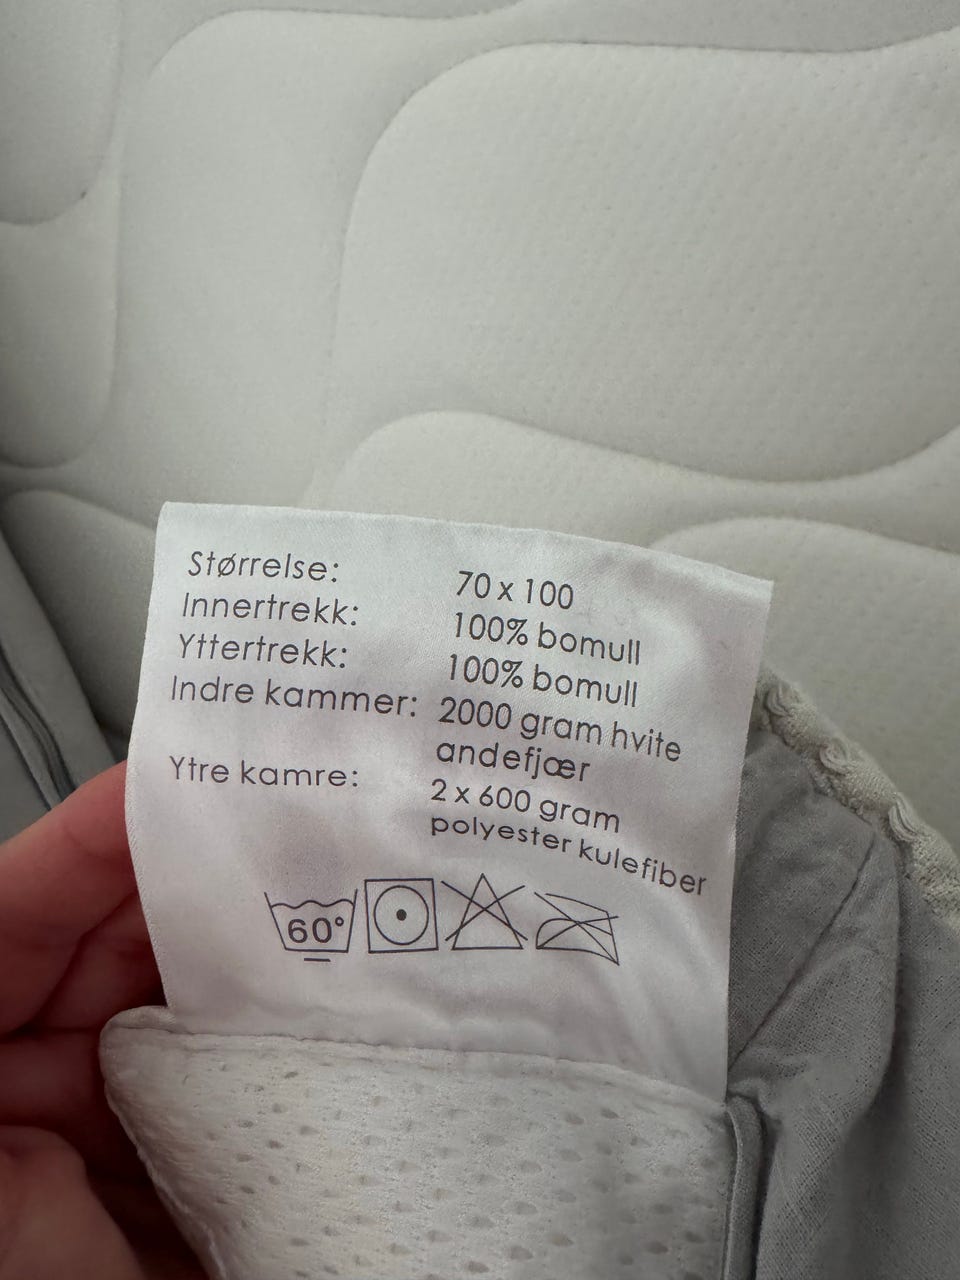 Størrelse: 70 x 100
Innertrekk: 100% bomull
Yttertrekk: 100% bomull
Indre kammer: 2000 gram hvite
andefjær
Ytre kamre: 2 x 600 gram
polyester kulefiber
60°